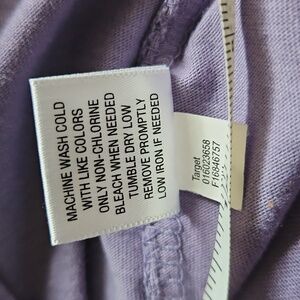 MACHINE WASH COLD
WITH LIKE COLORS
ONLY NON-CHLORINE
BLEACH WHEN NEEDED
TUMBLE DRY LOW
REMOVE PROMPTLY
LOW IRON IF NEEDED
Target
016023658
F16846757